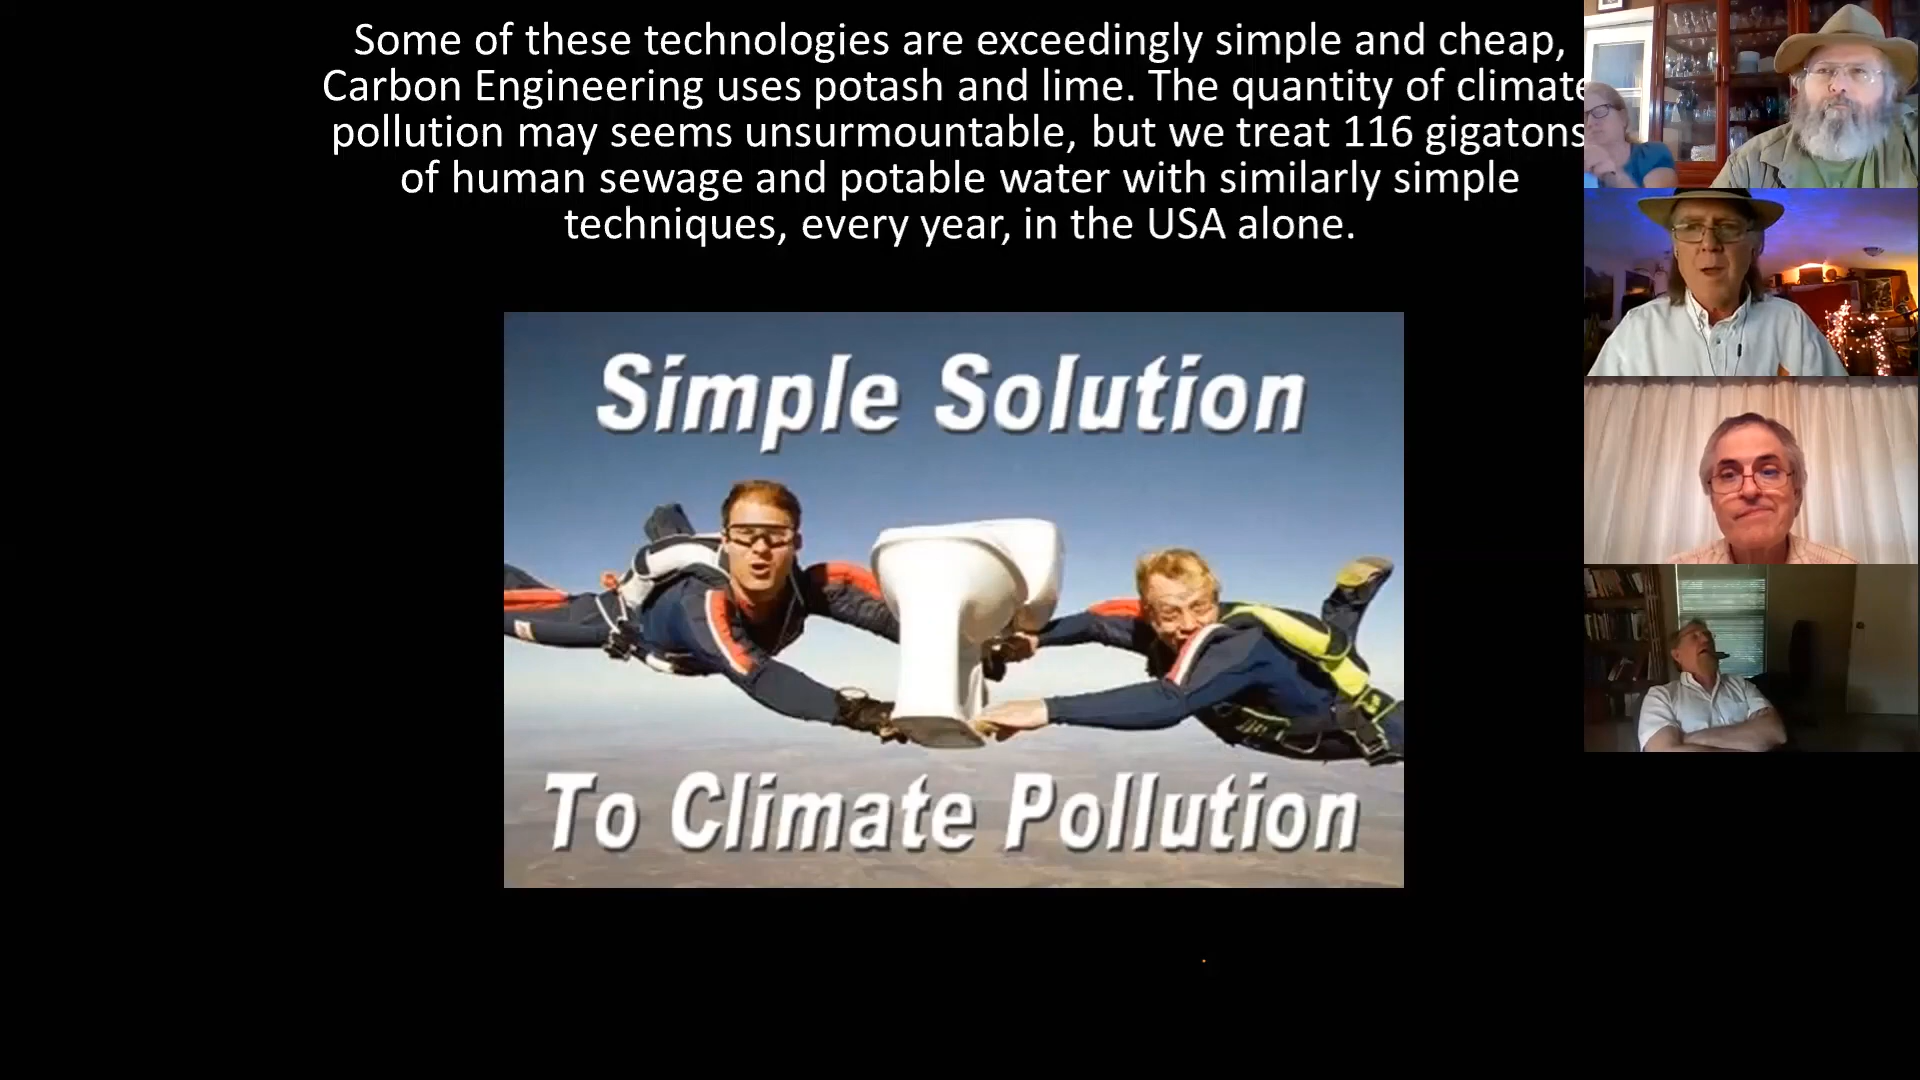 Some of these technologies are exceedingly simple and cheap,
Carbon Engineering uses potash and lime. The quantity of climate
pollution may seems unsurmountable, but we treat 116 gigatons
of human sewage and potable water with similarly simple
techniques, every year, in the USA alone.
Simple Solution
To Climate Pollution